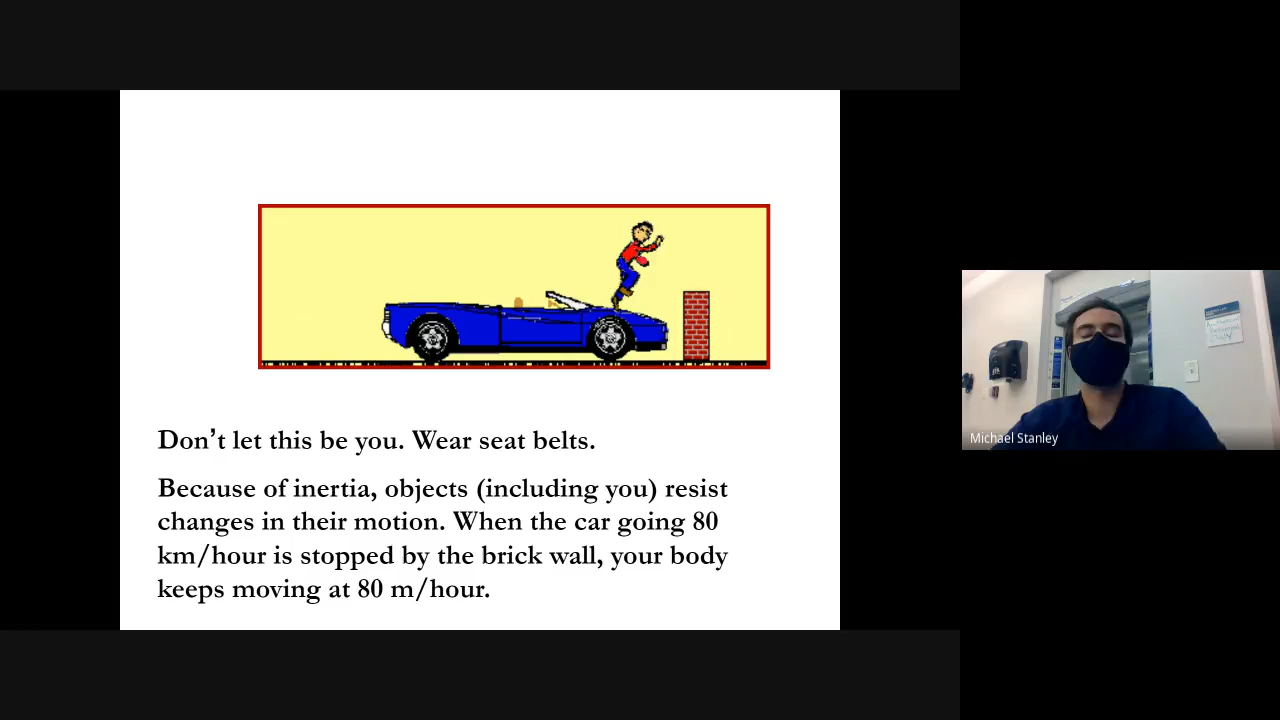 Don’t let this be you. Wear seat belts.
Because of inertia, objects (including you) resist
changes in their motion. When the car going 80
km/hour is stopped by the brick wall, your body
keeps moving at 80 m/hour.
Michael Stanley